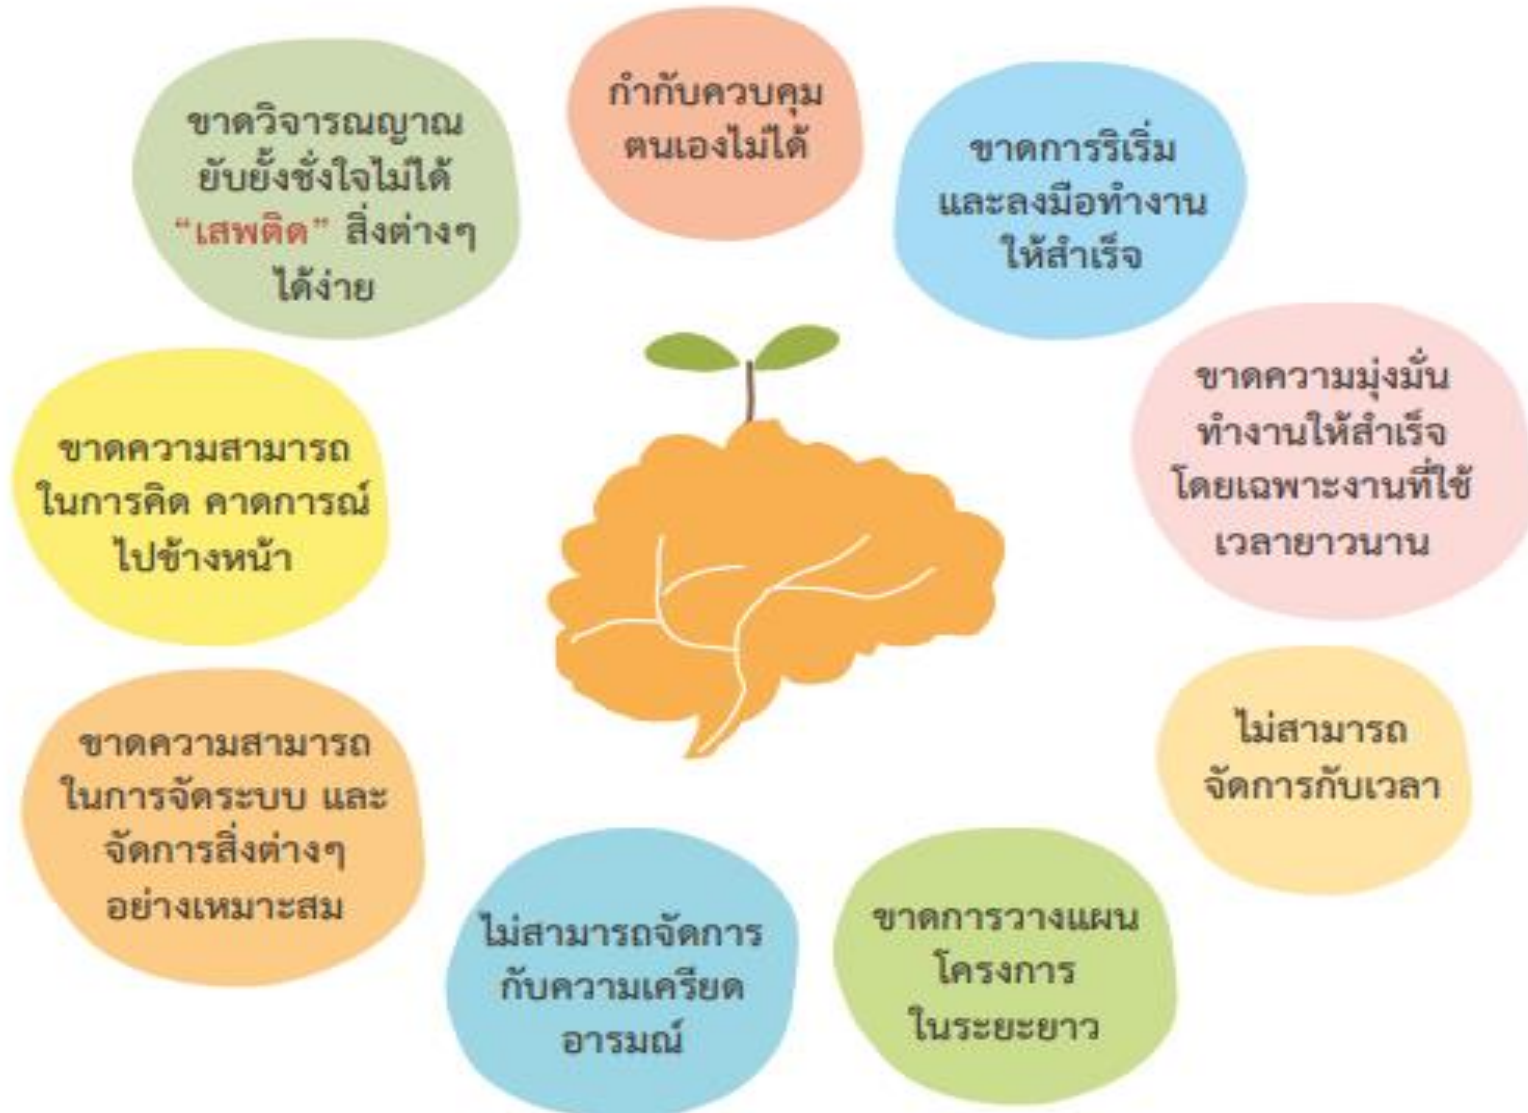 กำกับควบคุม
ตนเองไม่ได้
ขาดการริเริ่ม
และลงมือทำงาน
ให้สำเร็จ
ขาดความมุ่งมั่น
ทำงานให้สำเร็จ
โดยเฉพาะงานที่ใช้
เวลายาวนาน
ไม่สามารถ
จัดการกับเวลา
ขาดการวางแผน
โครงการ
ในระยะยาว
ไม่สามารถจัดการ
กับความเครียด
อารมณ์
ขาดความสามารถ
ในการจัดระบบ และ
จัดการสิ่งต่างๆ
อย่างเหมาะสม
ขาดความสามารถ
ในการคิด คาดการณ์
ไปข้างหน้า
ขาดวิจารณญาณ
ยับยั้งชั่งใจไม่ได้
“เสพติด” สิ่งต่างๆ
ได้ง่าย